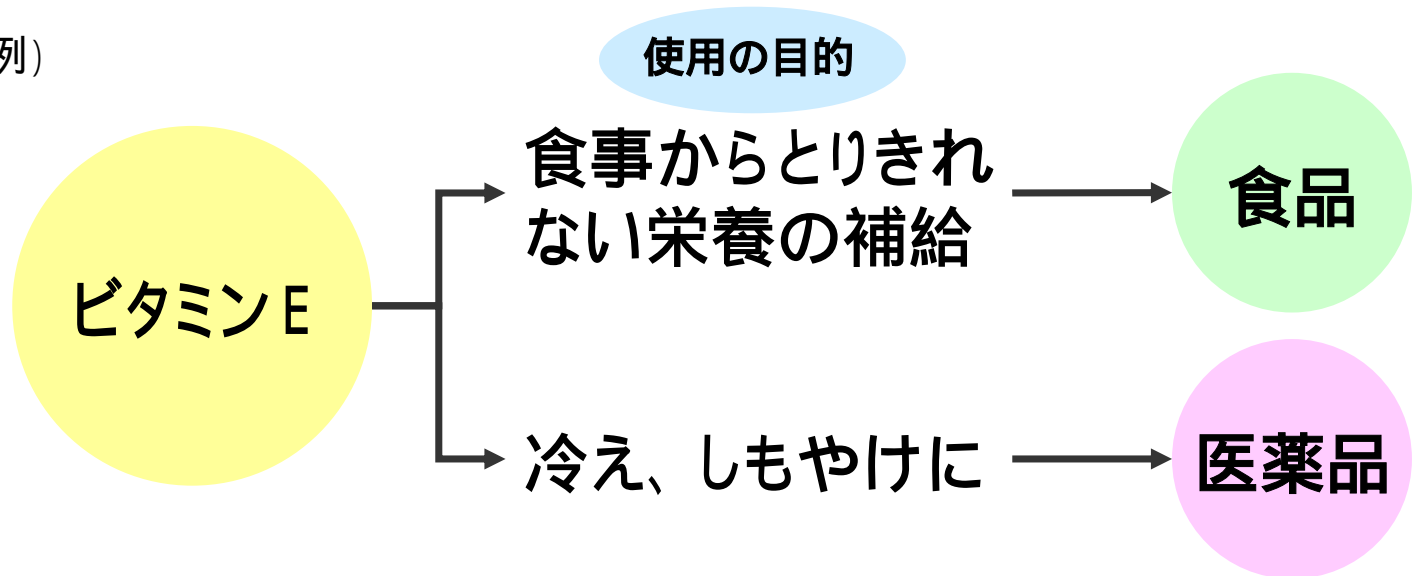 例）
使用の目的
食事からとりきれ
ない栄養の補給
食品
ビタミンE
冷え、しもやけに
医薬品